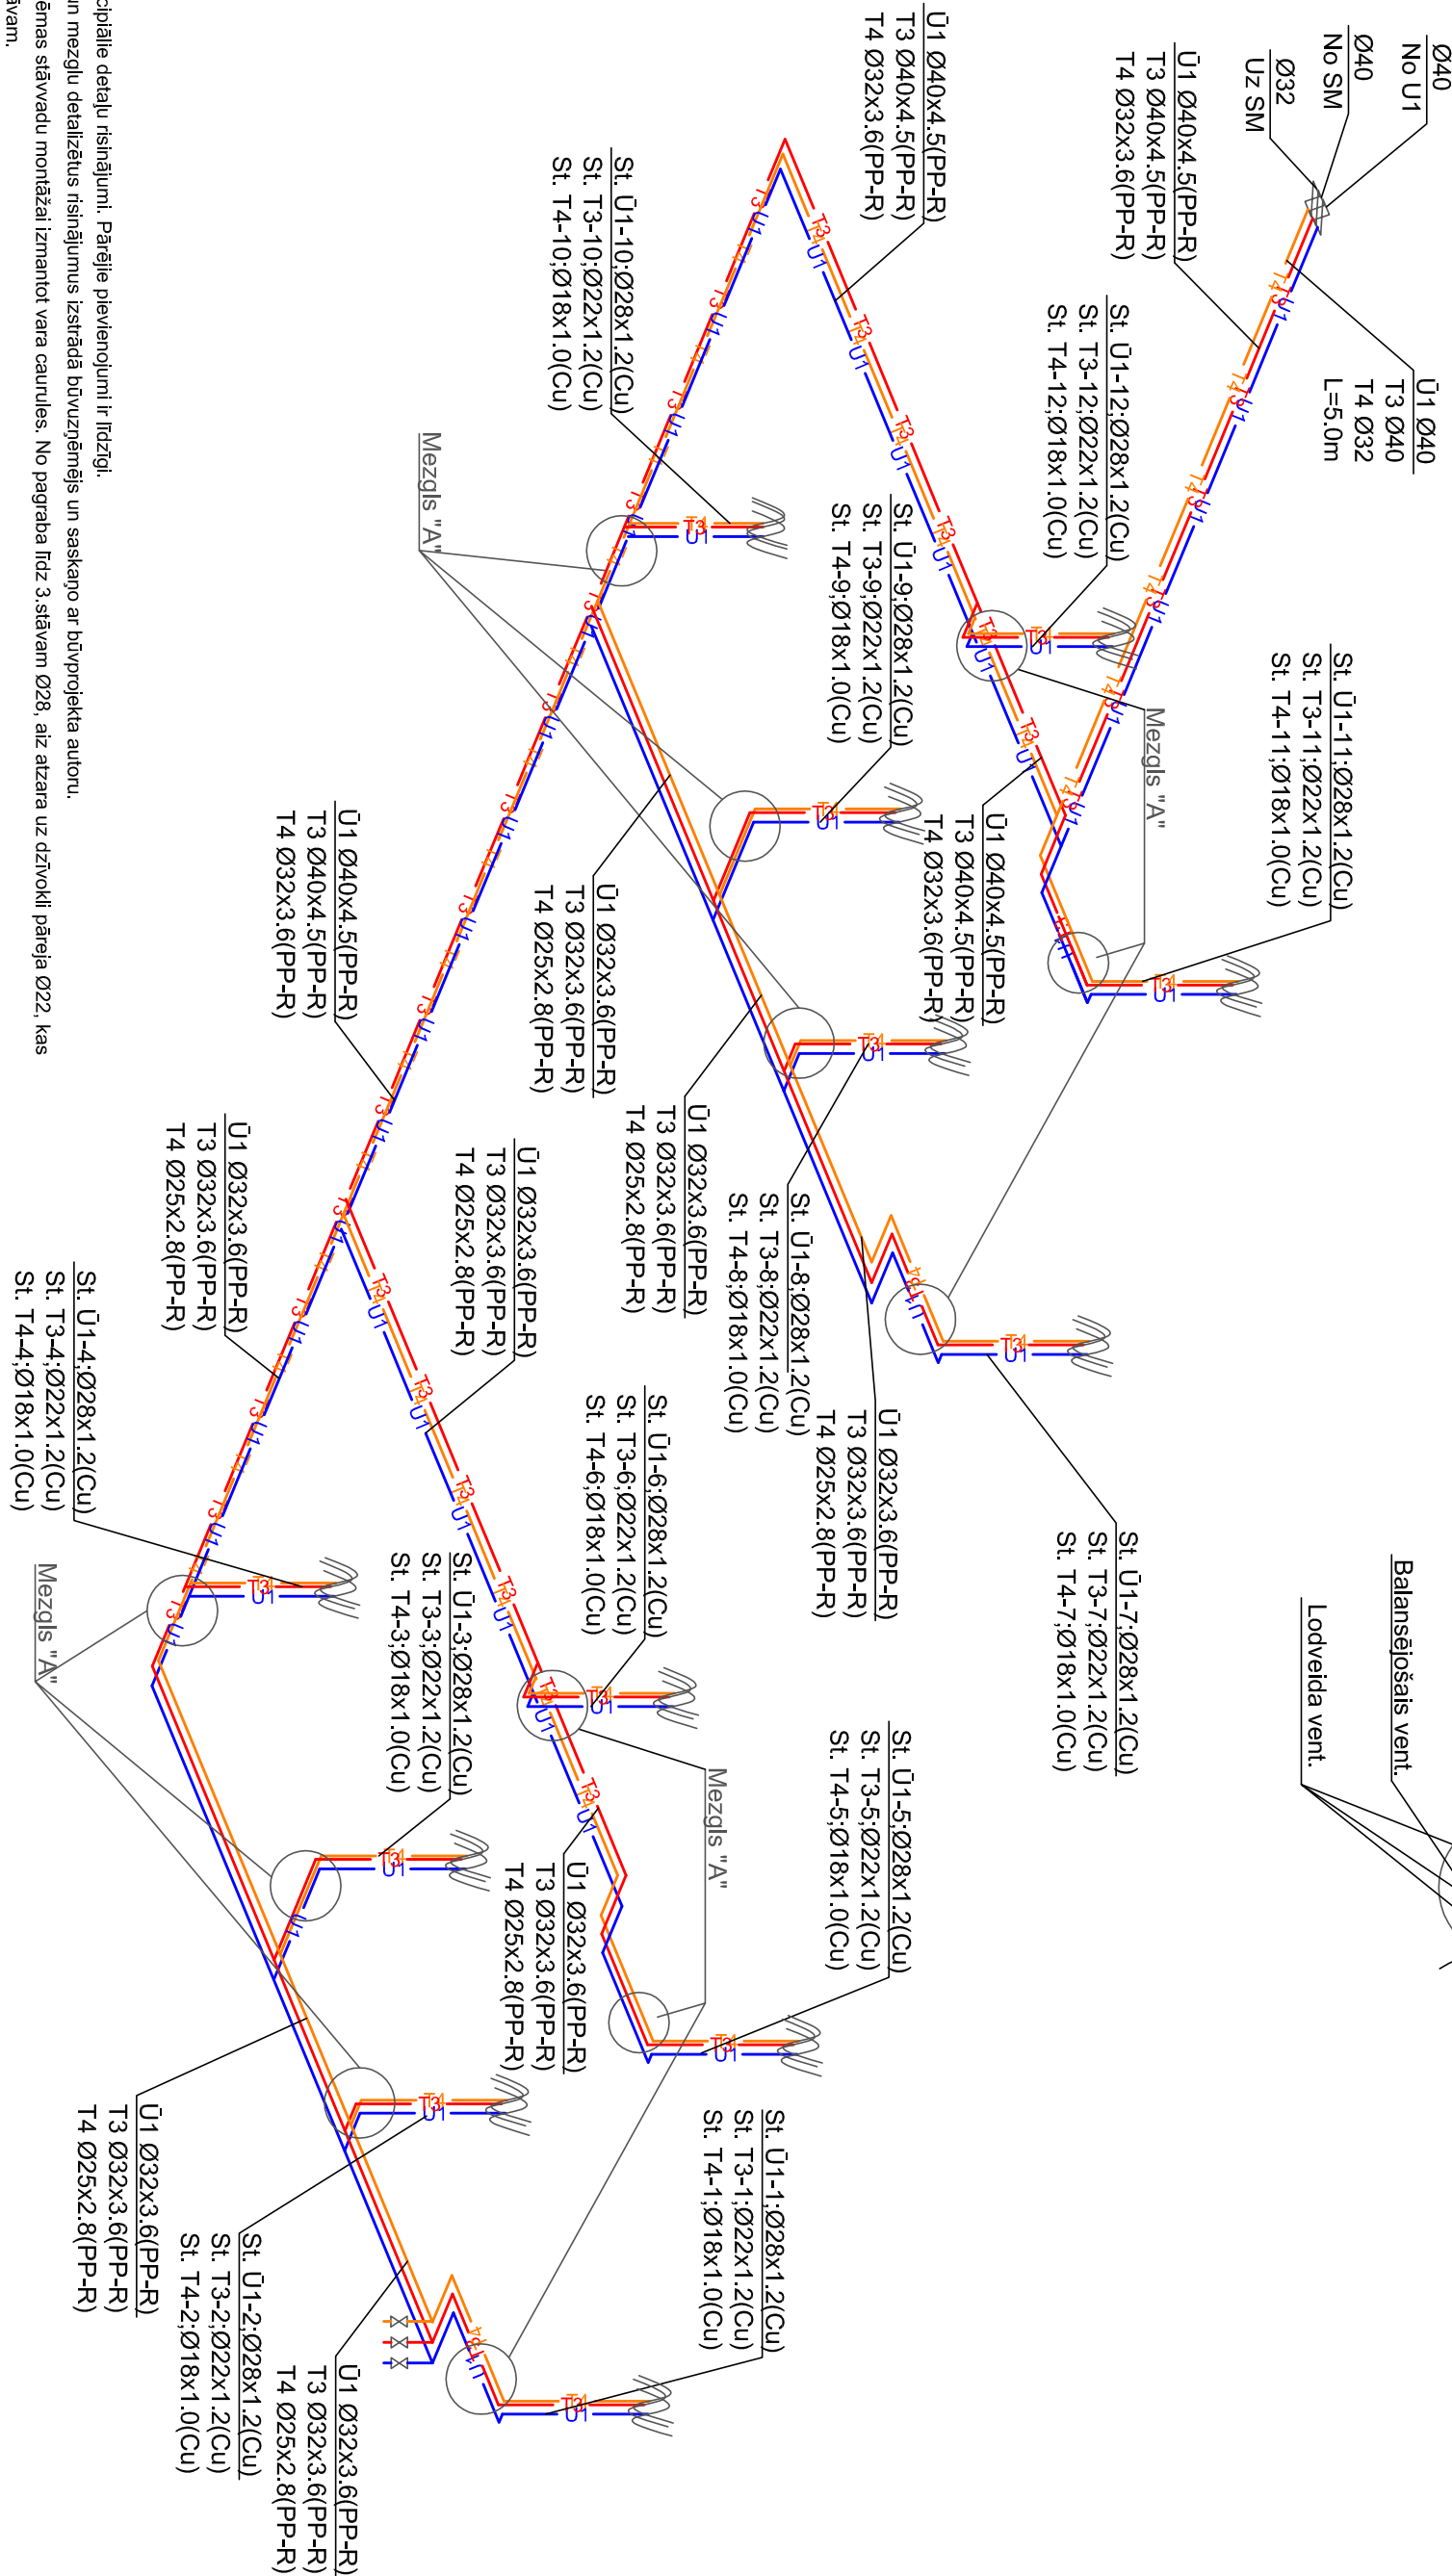 Ø40
No U1
Ø40
No SM
Ø32
Uz SM
Ū1 Ø40
T3 Ø40
T4 Ø32
L=5.0m
Ū1 Ø40x4.5(PP-R)
T3 Ø40x4.5(PP-R)
T4 Ø32x3.6(PP-R)
Ū1 Ø40x4.5(PP-R)
T3 Ø40x4.5(PP-R)
T4 Ø32x3.6(PP-R)
St. Ū1-12;Ø28x1.2(Cu)
St. T3-12;Ø22x1.2(Cu)
St. T4-12;Ø18x1.0(Cu)
St. Ū1-11;Ø28x1.2(Cu)
St. T3-11;Ø22x1.2(Cu)
St. T4-11;Ø18x1.0(Cu)
Mezgls "A"
Ū1 Ø40x4.5(PP-R)
T3 Ø40x4.5(PP-R)
T4 Ø32x3.6(PP-R)
St. Ū1-10;Ø28x1.2(Cu)
St. T3-10;Ø22x1.2(Cu)
St. T4-10;Ø18x1.0(Cu)
Mezgls "A"
St. Ū1-9;Ø28x1.2(Cu)
St. T3-9;Ø22x1.2(Cu)
St. T4-9;Ø18x1.0(Cu)
Ū1 Ø32x3.6(PP-R)
T3 Ø32x3.6(PP-R)
T4 Ø25x2.8(PP-R)
Ū1 Ø32x3.6(PP-R)
T3 Ø32x3.6(PP-R)
T4 Ø25x2.8(PP-R)
St. Ū1-8;Ø28x1.2(Cu)
St. T3-8;Ø22x1.2(Cu)
St. T4-8;Ø18x1.0(Cu)
Ū1 Ø32x3.6(PP-R)
T3 Ø32x3.6(PP-R)
T4 Ø25x2.8(PP-R)
St. Ū1-7;Ø28x1.2(Cu)
St. T3-7;Ø22x1.2(Cu)
St. T4-7;Ø18x1.0(Cu)
Balansējošais vent.
Lodveida vent.
Ū1 Ø40x4.5(PP-R)
T3 Ø40x4.5(PP-R)
T4 Ø32x3.6(PP-R)
Ū1 Ø32x3.6(PP-R)
T3 Ø32x3.6(PP-R)
T4 Ø25x2.8(PP-R)
St. Ū1-6;Ø28x1.2(Cu)
St. T3-6;Ø22x1.2(Cu)
St. T4-6;Ø18x1.0(Cu)
Mezgls "A"
St. Ū1-5;Ø28x1.2(Cu)
St. T3-5;Ø22x1.2(Cu)
St. T4-5;Ø18x1.0(Cu)
Ū1 Ø32x3.6(PP-R)
T3 Ø32x3.6(PP-R)
T4 Ø25x2.8(PP-R)
Ū1 Ø32x3.6(PP-R)
T3 Ø32x3.6(PP-R)
T4 Ø25x2.8(PP-R)
St. Ū1-4;Ø28x1.2(Cu)
St. T3-4;Ø22x1.2(Cu)
St. T4-4;Ø18x1.0(Cu)
Mezgls "A"
St. Ū1-3;Ø28x1.2(Cu)
St. T3-3;Ø22x1.2(Cu)
St. T4-3;Ø18x1.0(Cu)
Ū1 Ø32x3.6(PP-R)
T3 Ø32x3.6(PP-R)
T4 Ø25x2.8(PP-R)
St. Ū1-2;Ø28x1.2(Cu)
St. T3-2;Ø22x1.2(Cu)
St. T4-2;Ø18x1.0(Cu)
St. Ū1-1;Ø28x1.2(Cu)
St. T3-1;Ø22x1.2(Cu)
St. T4-1;Ø18x1.0(Cu)
Ū1 Ø32x3.6(PP-R)
T3 Ø32x3.6(PP-R)
T4 Ø25x2.8(PP-R)
cipiālie detaļu risinājumi. Pārējie pievienojumi ir līdzīgi.
un mezglu detalizētus risinājumus izstrādā būvuzņēmējs un saskaņo ar būvprojekta autoru.
ēmas stāvvadu montāžai izmantot vara caurules. No pagraba līdz 3.stāvam Ø28, aiz atzara uz dzīvokli pāreja Ø22, kas
āvam.